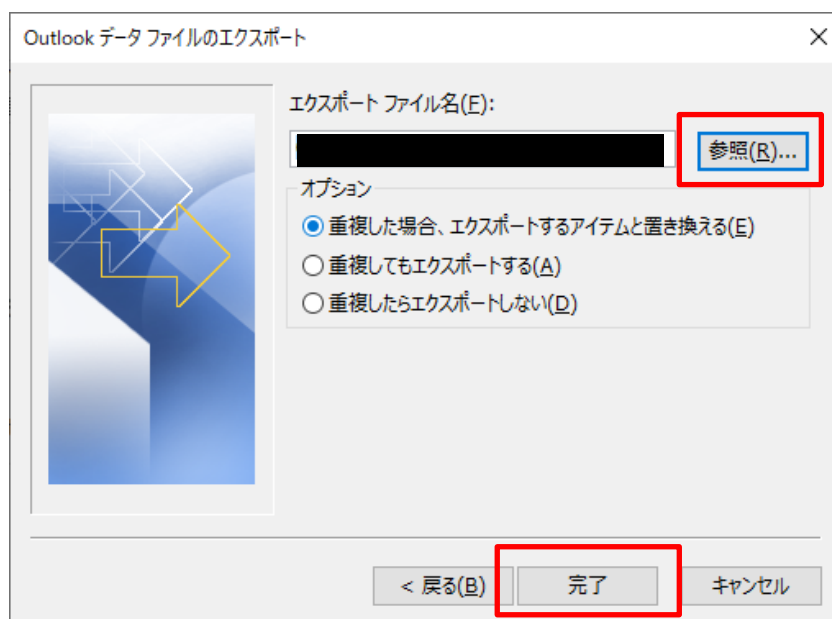 Outlook データ ファイルのエクスポート
エクスポート ファイル名(F):
参照(R)...
オプション
重複した場合、エクスポートするアイテムと置き換える(E)
重複してもエクスポートする(A)
重複したらエクスポートしない(D)
< 戻る(B)
完了
キャンセル